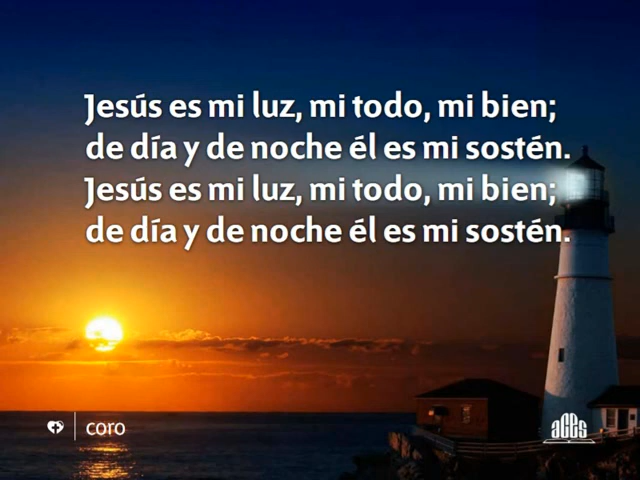 Jesús es mi luz, mi todo, mi bien;
de día y de noche él es mi sostén.
Jesús es mi luz, mi todo, mi bien;
de día y de noche él es mi sostén.
coro
aces